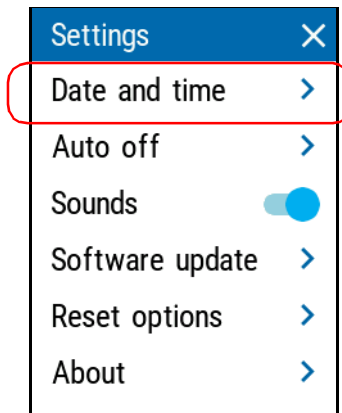 Settings
Date and time
Auto off
Sounds
Software update
Reset options
About